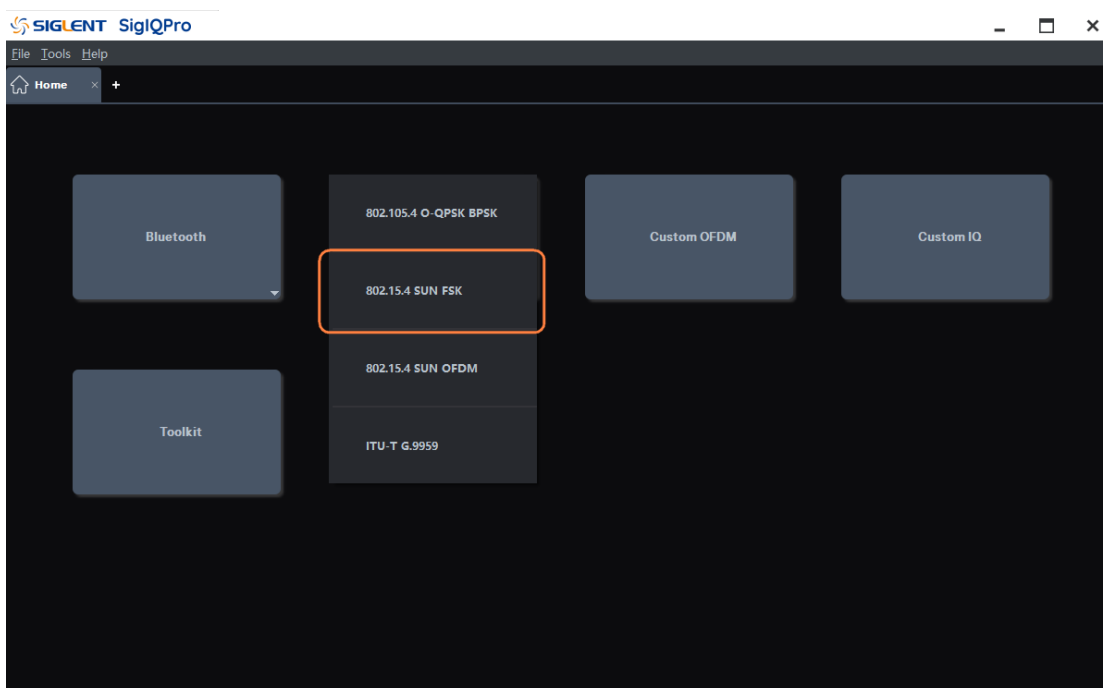 SIGLENT SigIQPro
File Tools Help
Home × +
Bluetooth
802.105.4 O-QPSK BPSK
802.15.4 SUN FSK
802.15.4 SUN OFDM
ITU-T G.9959
Custom OFDM
Custom IQ
Toolkit